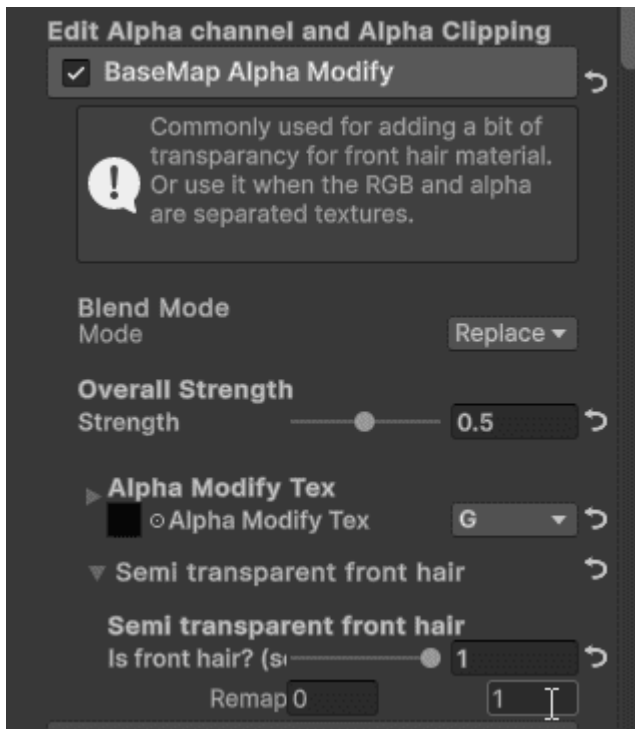 Edit Alpha channel and Alpha Clipping
BaseMap Alpha Modify
Commonly used for adding a bit of
transparancy for front hair material.
Or use it when the RGB and alpha
are separated textures.
Blend Mode
Mode Replace
Overall Strength
Strength 0.5
Alpha Modify Tex
Alpha Modify Tex G
Semi transparent front hair
Semi transparent front hair
Is front hair? (s 1
Remap 0 1